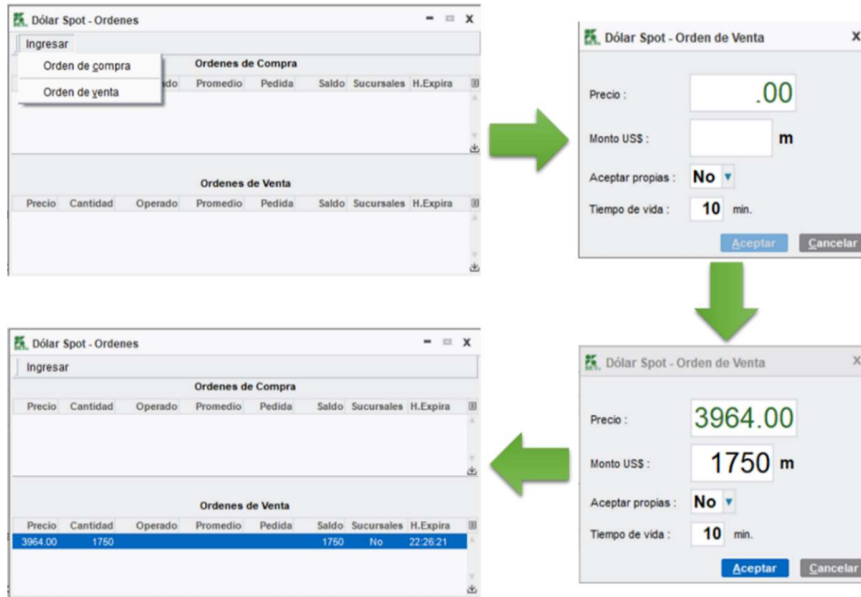 Dólar Spot - Ordenes
Ingresar
Orden de compra
Orden de venta
Ordenes de Compra
Promedio Pedida Saldo Sucursales H.Expira
Ordenes de Venta
Precio Cantidad Operado Promedio Pedida Saldo Sucursales H.Expira
Dólar Spot - Orden de Venta
Precio : .00
Monto US$ : m
Aceptar propias : No
Tiempo de vida : 10 min.
Aceptar Cancelar
Dólar Spot - Orden de Venta
Precio : 3964.00
Monto US$ : 1750 m
Aceptar propias : No
Tiempo de vida : 10 min.
Aceptar Cancelar
Dólar Spot - Ordenes
Ingresar
Ordenes de Compra
Precio Cantidad Operado Promedio Pedida Saldo Sucursales H.Expira
Ordenes de Venta
Precio Cantidad Operado Promedio Pedida Saldo Sucursales H.Expira
3964.00 1750 1750 No 22:26:21